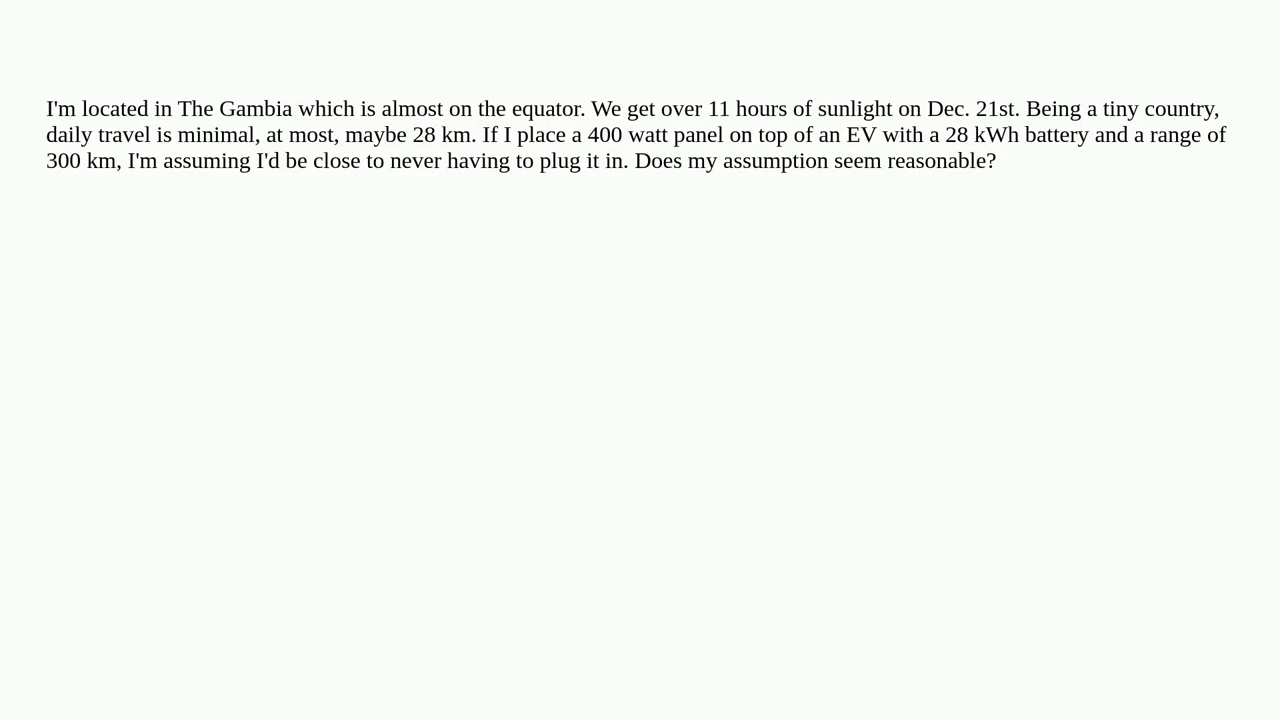 I'm located in The Gambia which is almost on the equator. We get over 11 hours of sunlight on Dec. 21st. Being a tiny country,
daily travel is minimal, at most, maybe 28 km. If I place a 400 watt panel on top of an EV with a 28 kWh battery and a range of
300 km, I'm assuming I'd be close to never having to plug it in. Does my assumption seem reasonable?